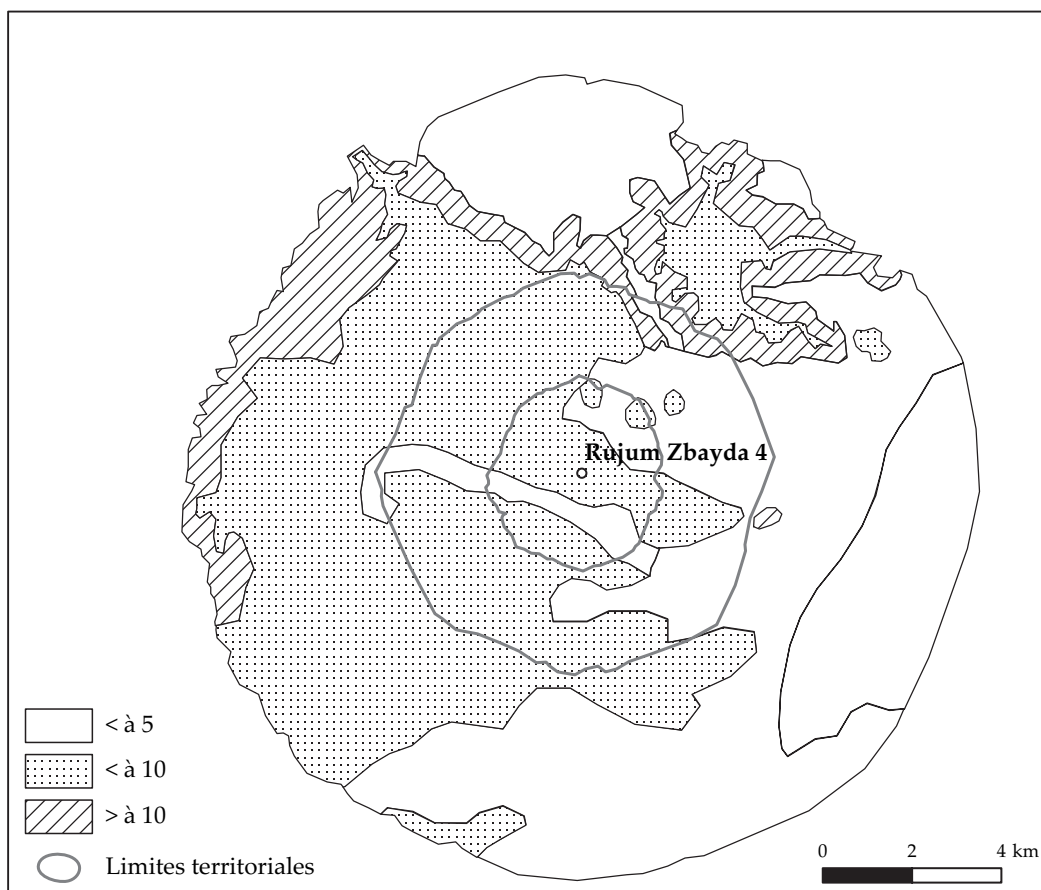 Rujum Zbayda 4
< à 5
< à 10
> à 10
Limites territoriales
0 2 4 km